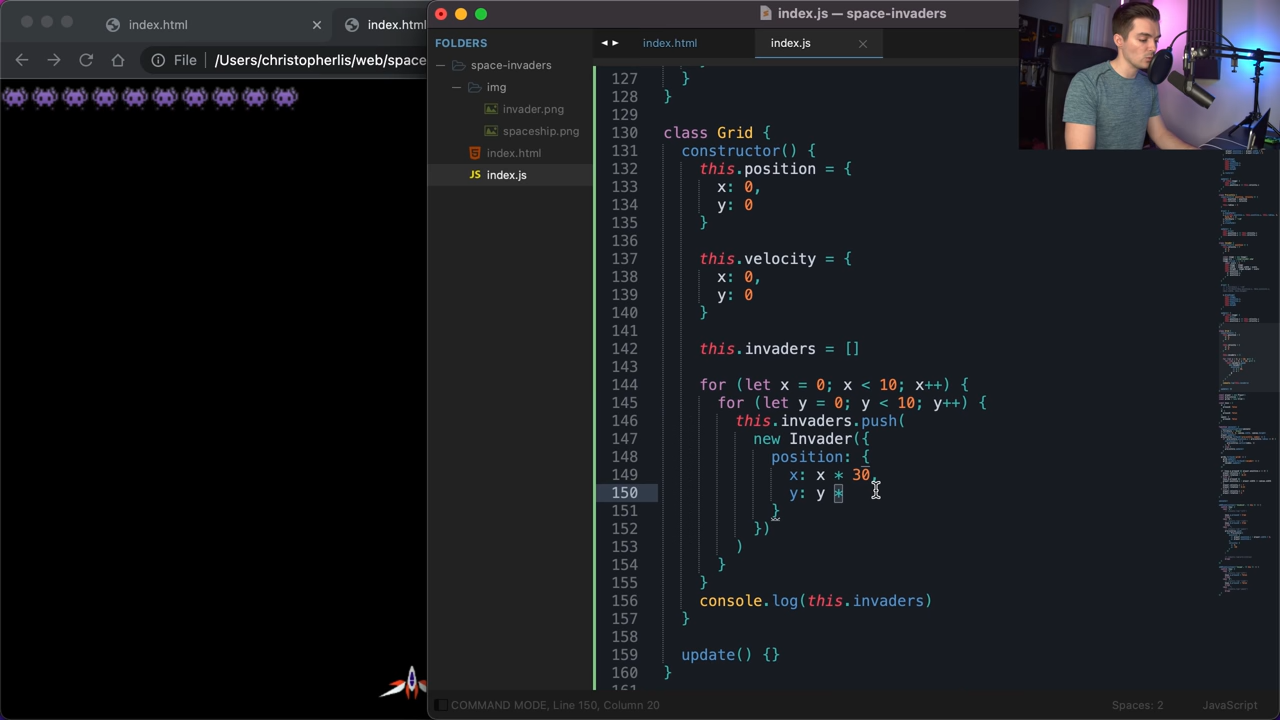 index.html
index.html
index.js — space-invaders
File
/Users/christopherlis/web/space
FOLDERS
space-invaders
img
invader.png
spaceship.png
index.html
JS index.js
index.html
index.js
127 }
128 }
129
130 class Grid {
131 constructor() {
132 this.position = {
133 x: 0,
134 y: 0
135 }
136
137 this.velocity = {
138 x: 0,
139 y: 0
140 }
141
142 this.invaders = []
143
144 for (let x = 0; x < 10; x++) {
145 for (let y = 0; y < 10; y++) {
146 this.invaders.push(
147 new Invader({
148 position: {
149 x: x * 30,
150 y: y *
151 }
152 })
153 )
154 }
155 }
156 console.log(this.invaders)
157 }
158
159 update() {}
160 }
161
COMMAND MODE, Line 150, Column 20
Spaces: 2
JavaScript